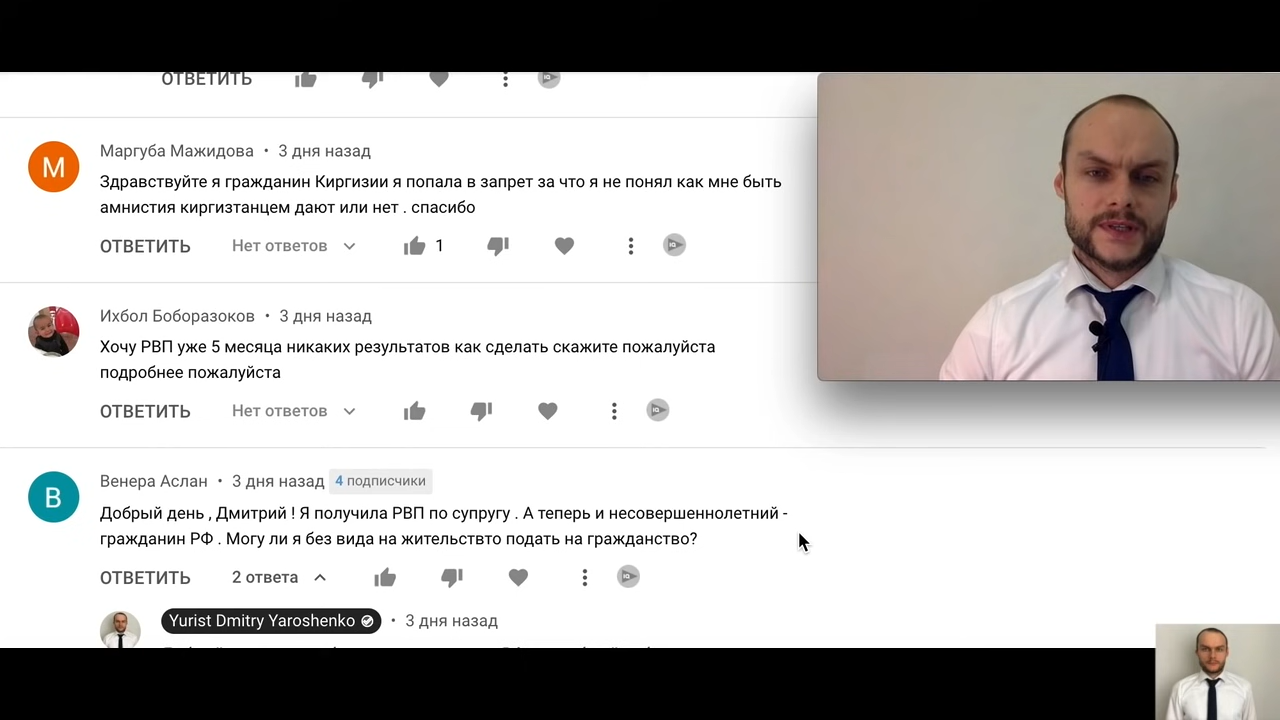 ОТВЕТИТЬ
М
Маргуба Мажидова • 3 дня назад
Здравствуйте я гражданин Киргизии я попала в запрет за что я не понял как мне быть
амнистия киргизтанцем дают или нет . спасибо
ОТВЕТИТЬ Нет ответов 1
Ихбол Боборазоков • 3 дня назад
Хочу РВП уже 5 месяца никаких результатов как сделать скажите пожалуйста
подробнее пожалуйста
ОТВЕТИТЬ Нет ответов
В
Венера Аслан • 3 дня назад 4 подписчики
Добрый день , Дмитрий ! Я получила РВП по супругу . А теперь и несовершеннолетний -
гражданин РФ . Могу ли я без вида на жительствто подать на гражданство?
ОТВЕТИТЬ 2 ответа
Yurist Dmitry Yaroshenko • 3 дня назад